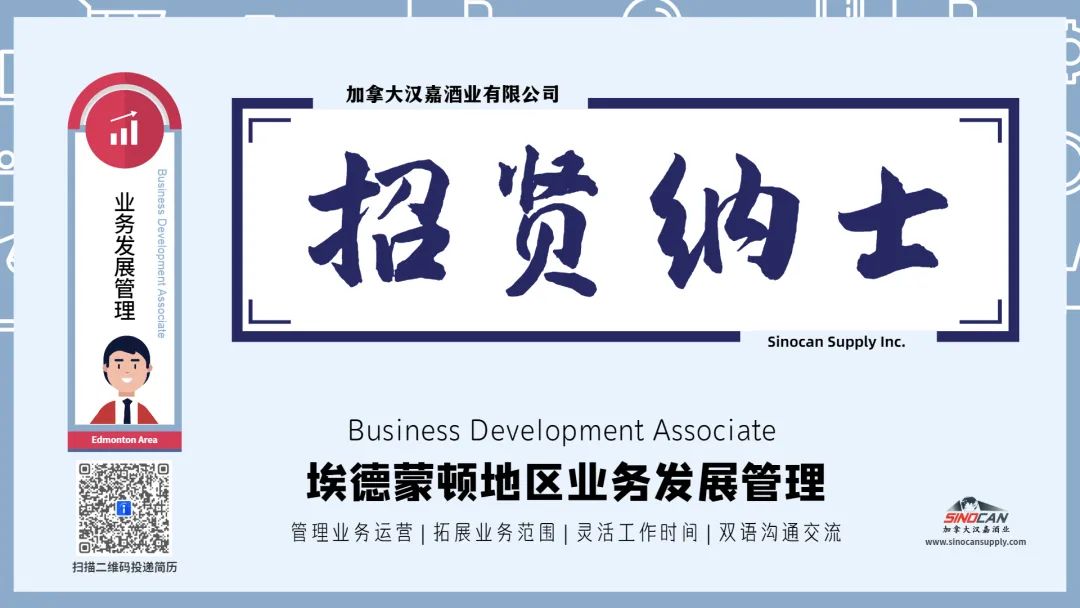 加拿大汉嘉酒业有限公司
招贤纳士
Sinocan Supply Inc.
业务发展管理
Business Development Associate
Edmonton Area
扫描二维码投递简历
Business Development Associate
埃德蒙顿地区业务发展管理
管理业务运营 | 拓展业务范围 | 灵活工作时间 | 双语沟通交流
SINOCAN
加拿大汉嘉酒业
www.sinocansupply.com